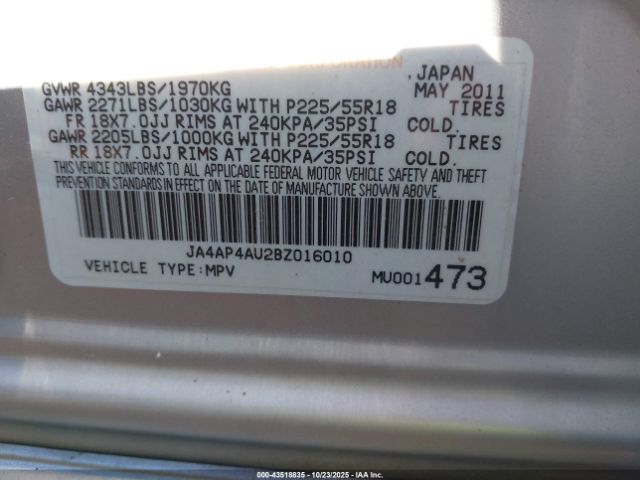 CORPORATION JAPAN
GVWR 4343LBS/1970KG MAY 2011
GAWR 2271LBS/1030KG WITH P225/55R18 TIRES
FR 18X7.0JJ RIMS AT 240KPA/35PSI COLD.
GAWR 2205LBS/1000KG WITH P225/55R18 TIRES
RR 18X7.0JJ RIMS AT 240KPA/35PSI COLD.
THIS VEHICLE CONFORMS TO ALL APPLICABLE FEDERAL MOTOR VEHICLE SAFETY AND THEFT
PREVENTION STANDARDS IN EFFECT ON THE DATE OF MANUFACTURE SHOWN ABOVE.
JA4AP4AU2BZ016010
VEHICLE TYPE:MPV MU001473
© - 43518835 - 10/23/2025 - IAA Inc.